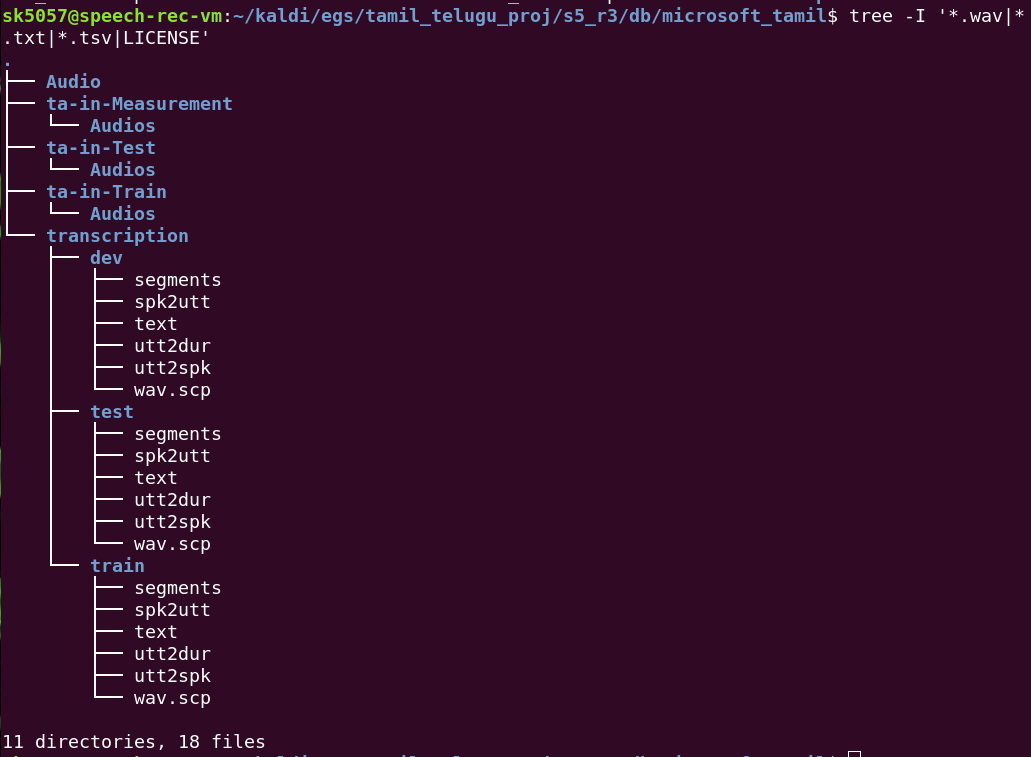 sk5057@speech-rec-vm:~/kaldi/egs/tamil_telugu_proj/s5_r3/db/microsoft_tamil$ tree -I '*.wav|*
.txt|*.tsv|LICENSE'
.
├── Audio
├── ta-in-Measurement
│   └── Audios
├── ta-in-Test
│   └── Audios
├── ta-in-Train
│   └── Audios
└── transcription
    ├── dev
    │   ├── segments
    │   ├── spk2utt
    │   ├── text
    │   ├── utt2dur
    │   ├── utt2spk
    │   └── wav.scp
    ├── test
    │   ├── segments
    │   ├── spk2utt
    │   ├── text
    │   ├── utt2dur
    │   ├── utt2spk
    │   └── wav.scp
    └── train
        ├── segments
        ├── spk2utt
        ├── text
        ├── utt2dur
        ├── utt2spk
        └── wav.scp
11 directories, 18 files